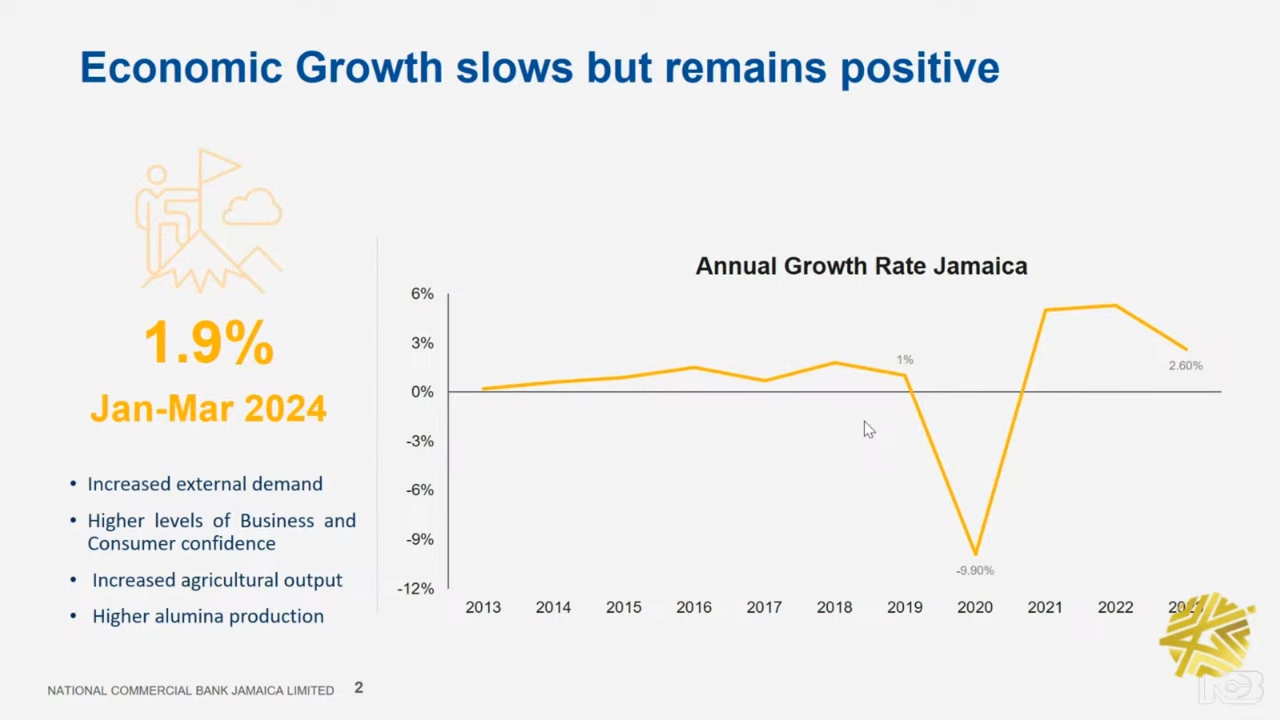 Economic Growth slows but remains positive
1.9%
Jan-Mar 2024
• Increased external demand
• Higher levels of Business and
Consumer confidence
• Increased agricultural output
• Higher alumina production
Annual Growth Rate Jamaica
6%
3%
0%
-3%
-6%
-9%
-12%
1%
-9.90%
2.60%
2013 2014 2015 2016 2017 2018 2019 2020 2021 2022
NATIONAL COMMERCIAL BANK JAMAICA LIMITED 2
NCB